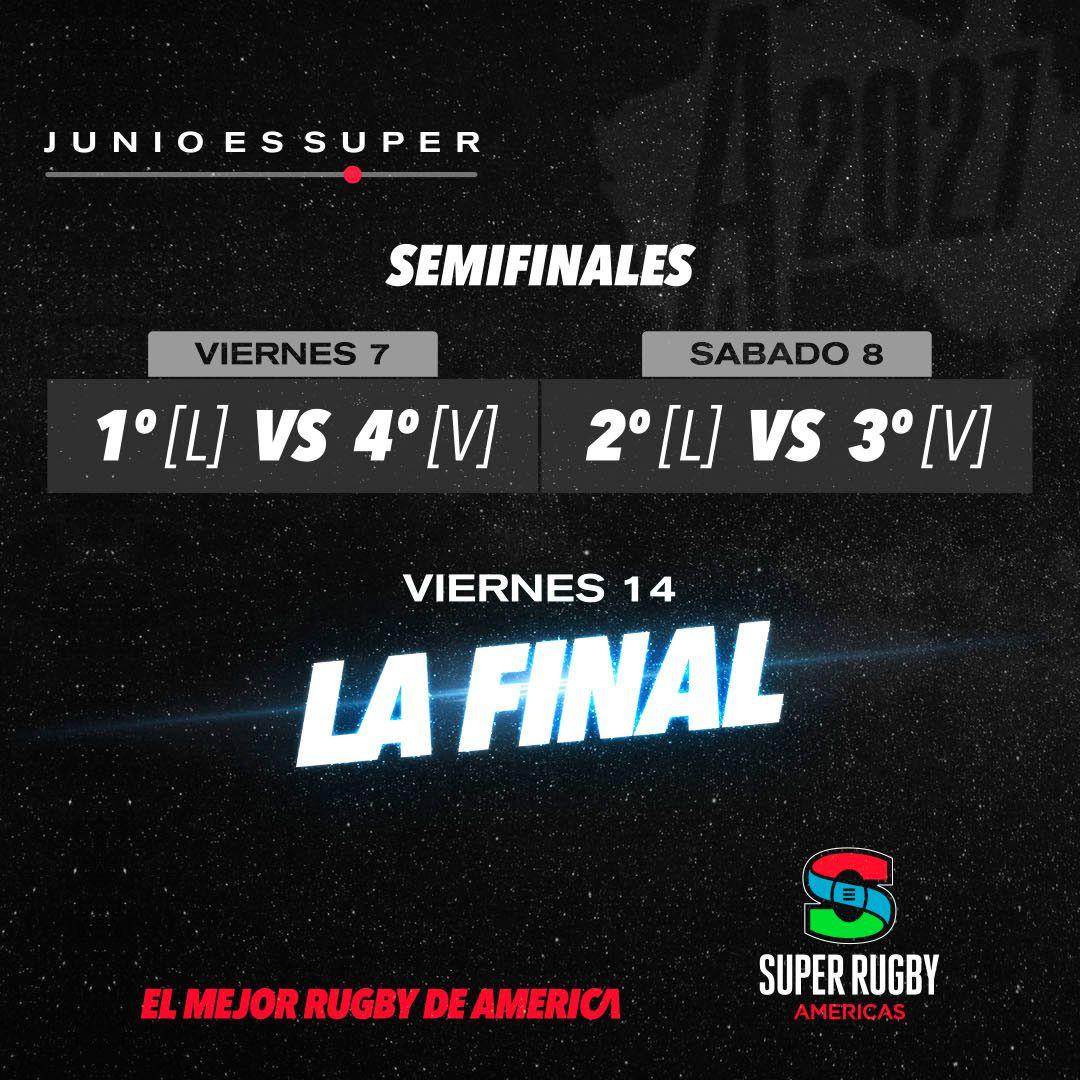 JUNIO ES SUPER
SEMIFINALES
VIERNES 7
1º [L] VS 4º [V]
SABADO 8
2º [L] VS 3º [V]
VIERNES 14
LA FINAL
EL MEJOR RUGBY DE AMERICA
SUPER RUGBY
AMERICAS
2027